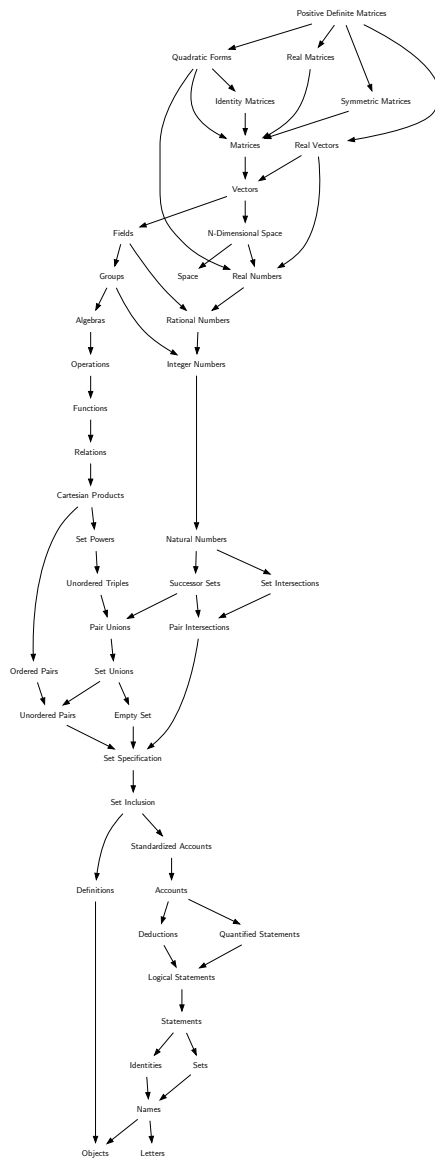 Positive Definite Matrices
Quadratic Forms
Real Matrices
Identity Matrices
Symmetric Matrices
Matrices
Real Vectors
Vectors
Fields
N-Dimensional Space
Groups
Space
Real Numbers
Algebras
Rational Numbers
Operations
Integer Numbers
Functions
Relations
Cartesian Products
Set Powers
Natural Numbers
Unordered Triples
Successor Sets
Set Intersections
Pair Unions
Pair Intersections
Ordered Pairs
Set Unions
Unordered Pairs
Empty Set
Set Specification
Set Inclusion
Standardized Accounts
Definitions
Accounts
Deductions
Quantified Statements
Logical Statements
Statements
Identities
Sets
Names
Objects
Letters